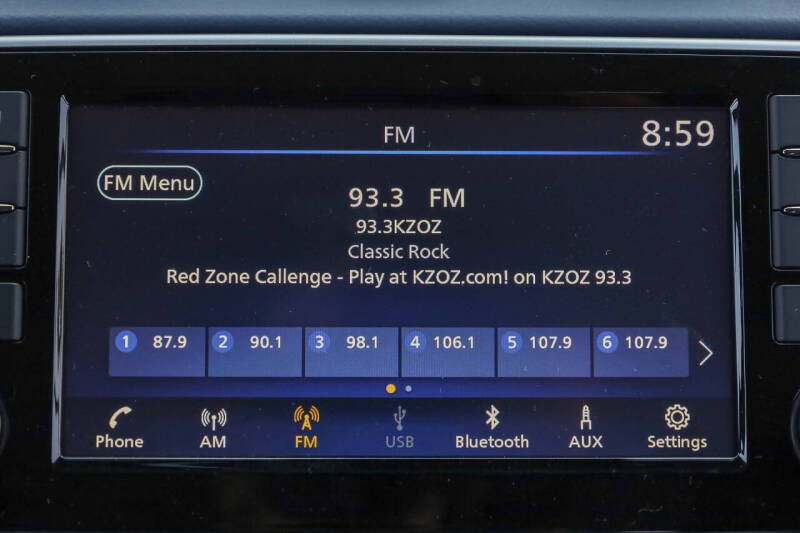 FM 8:59
FM Menu
93.3 FM
93.3KZOZ
Classic Rock
Red Zone Callenge - Play at KZOZ.com! on KZOZ 93.3
1 87.9 2 90.1 3 98.1 4 106.1 5 107.9 6 107.9
Phone AM FM USB Bluetooth AUX Settings